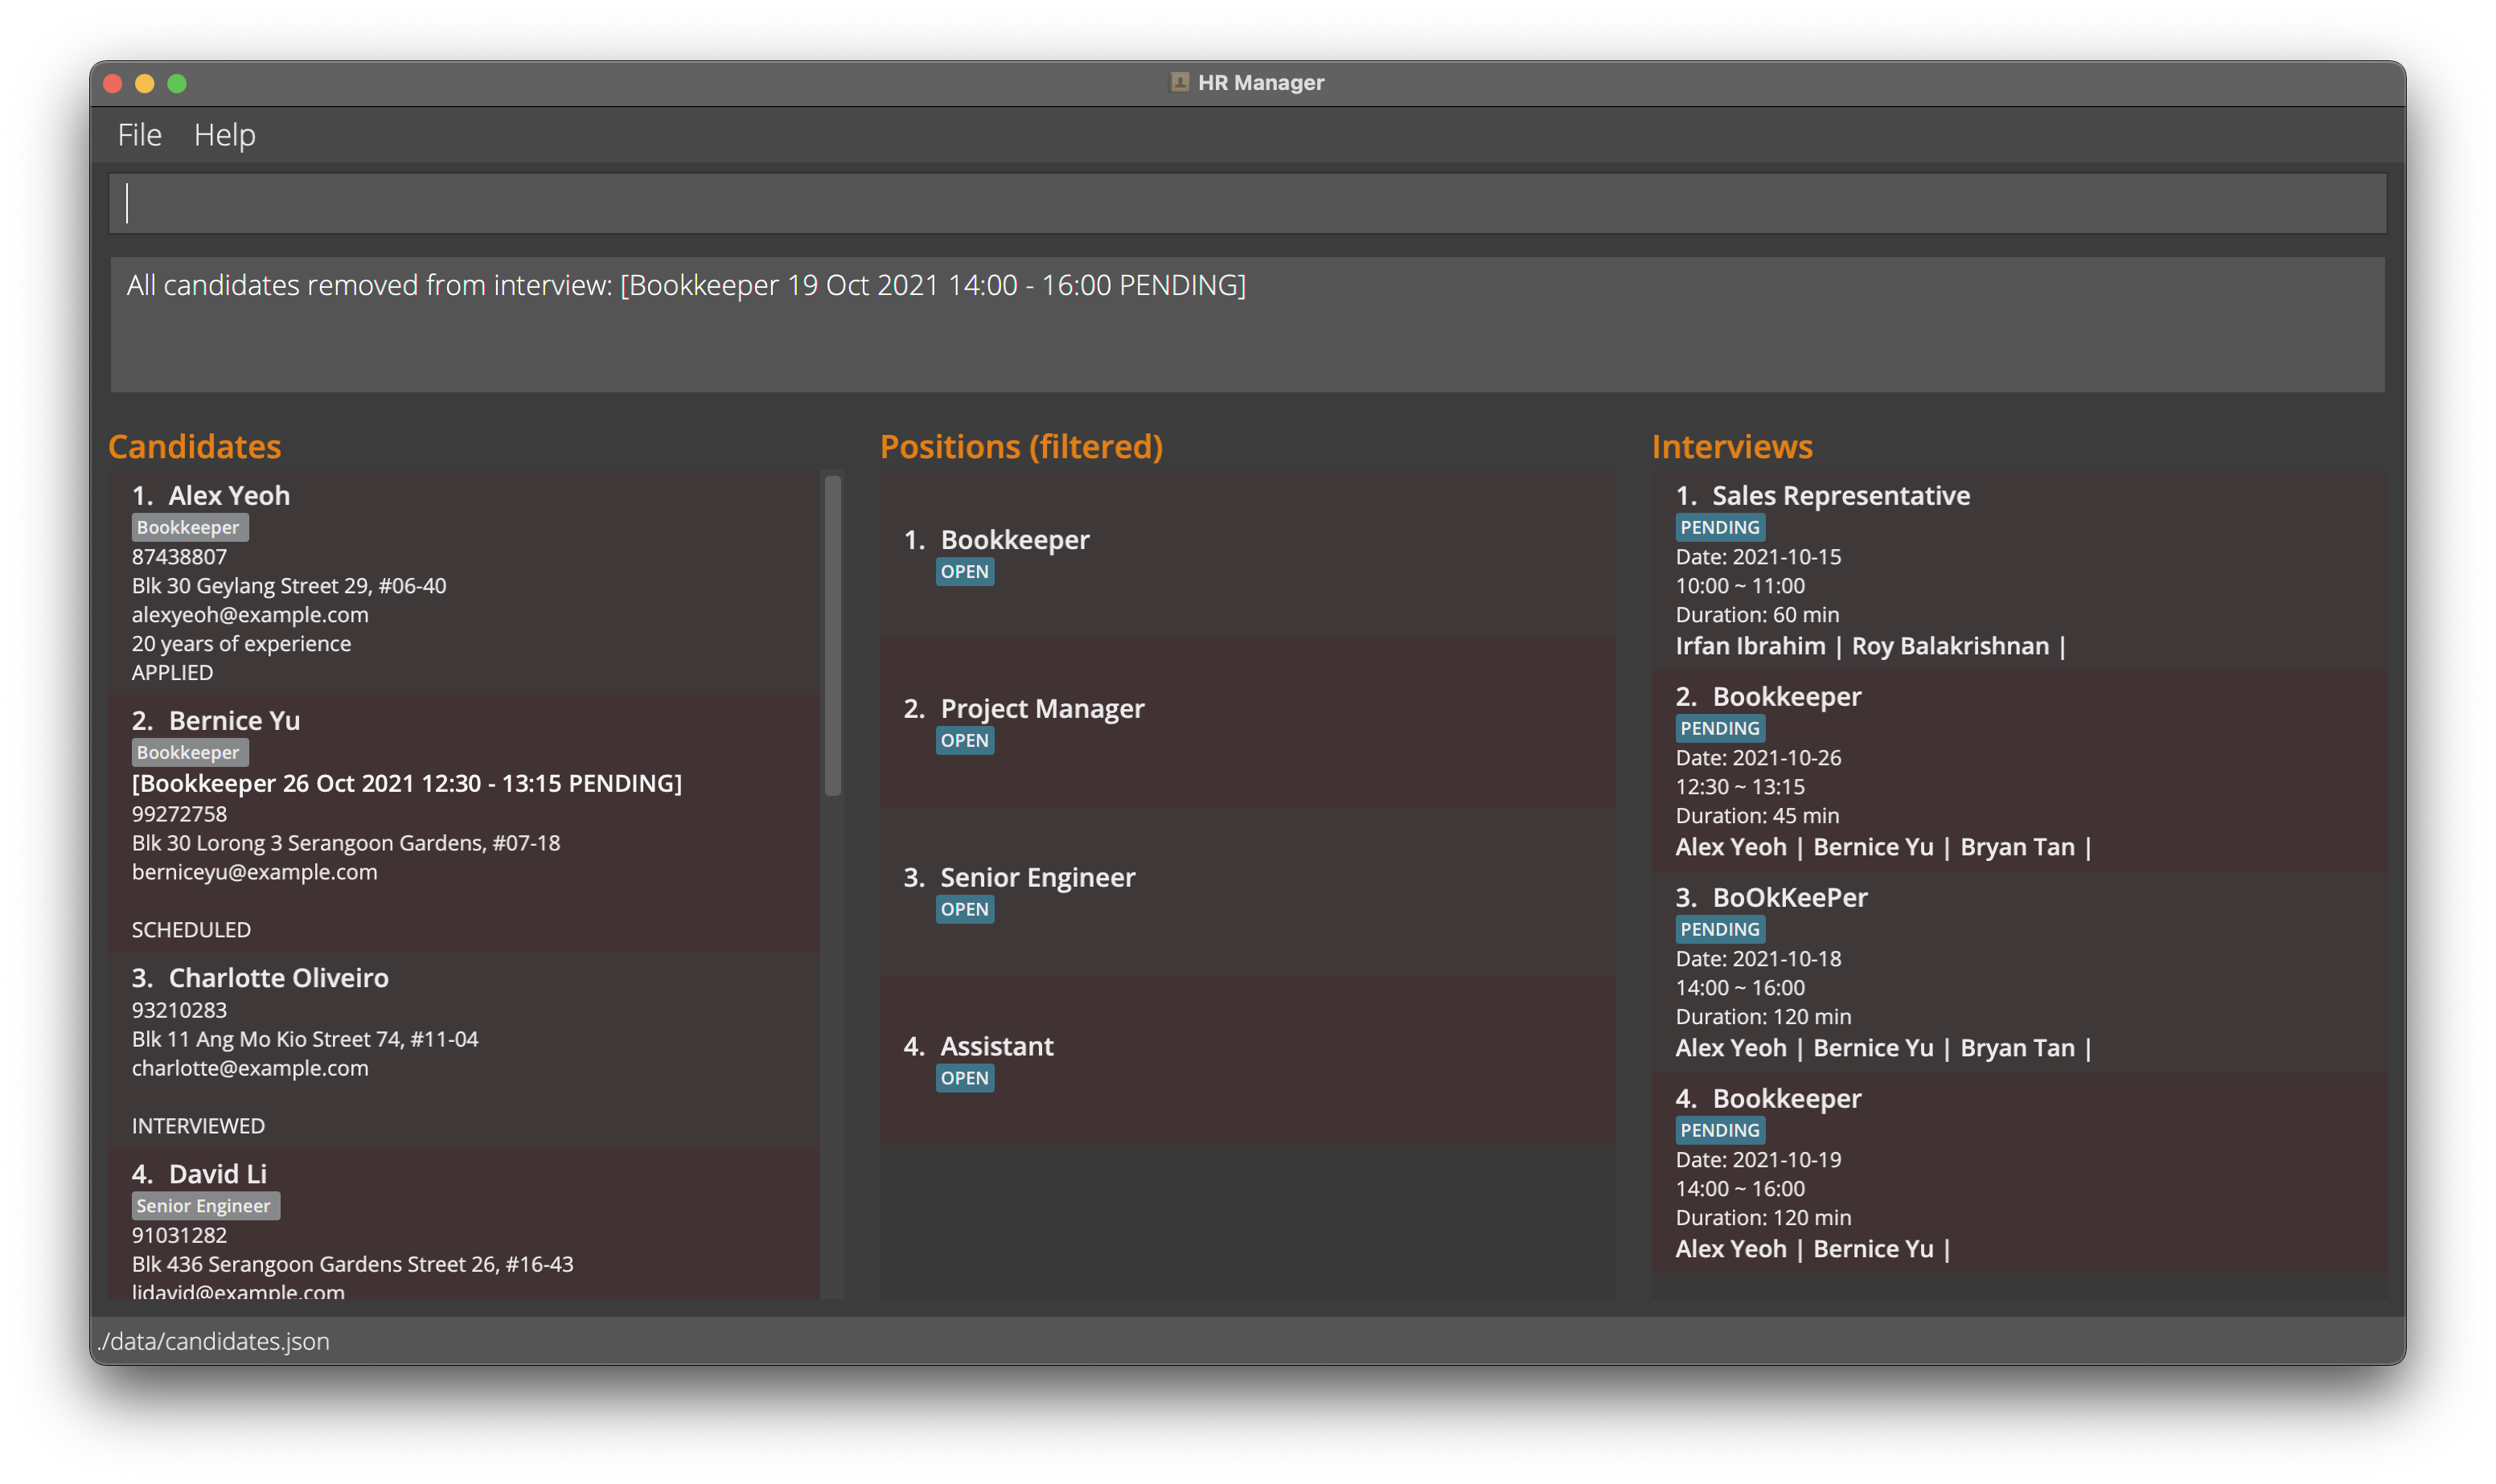 HR Manager
File Help
All candidates removed from interview: [Bookkeeper 19 Oct 2021 14:00 - 16:00 PENDING]
Candidates
1. Alex Yeoh
Bookkeeper
87438807
Blk 30 Geylang Street 29, #06-40
alexyeoh@example.com
20 years of experience
APPLIED
2. Bernice Yu
Bookkeeper
[Bookkeeper 26 Oct 2021 12:30 - 13:15 PENDING]
99272758
Blk 30 Lorong 3 Serangoon Gardens, #07-18
berniceyu@example.com
SCHEDULED
3. Charlotte Oliveiro
93210283
Blk 11 Ang Mo Kio Street 74, #11-04
charlotte@example.com
INTERVIEWED
4. David Li
Senior Engineer
91031282
Blk 436 Serangoon Gardens Street 26, #16-43
lidavid@example.com
Positions (filtered)
1. Bookkeeper
OPEN
2. Project Manager
OPEN
3. Senior Engineer
OPEN
4. Assistant
OPEN
Interviews
1. Sales Representative
PENDING
Date: 2021-10-15
10:00 ~ 11:00
Duration: 60 min
Irfan Ibrahim | Roy Balakrishnan |
2. Bookkeeper
PENDING
Date: 2021-10-26
12:30 ~ 13:15
Duration: 45 min
Alex Yeoh | Bernice Yu | Bryan Tan |
3. BoOkKeePer
PENDING
Date: 2021-10-18
14:00 ~ 16:00
Duration: 120 min
Alex Yeoh | Bernice Yu | Bryan Tan |
4. Bookkeeper
PENDING
Date: 2021-10-19
14:00 ~ 16:00
Duration: 120 min
Alex Yeoh | Bernice Yu |
./data/candidates.json